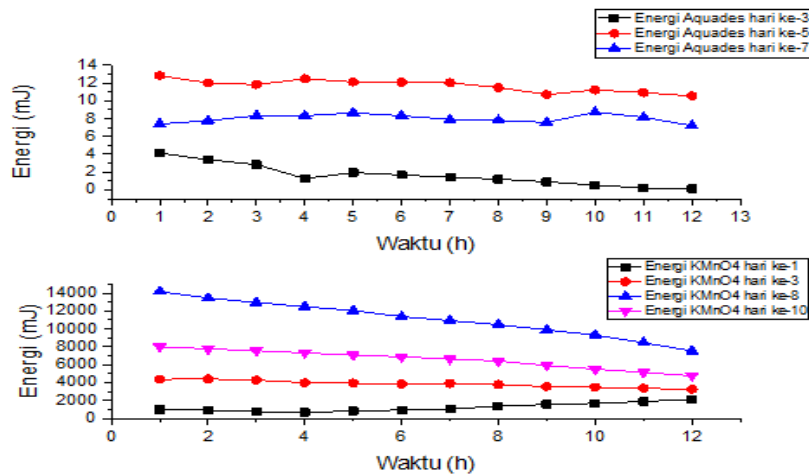 Energi Aquades hari ke-3
Energi Aquades hari ke-5
Energi Aquades hari ke-7
Energi (mJ)
14
12
10
8
6
4
2
0
0 1 2 3 4 5 6 7 8 9 10 11 12 13
Waktu (h)
Energi KMnO4 hari ke-1
Energi KMnO4 hari ke-3
Energi KMnO4 hari ke-8
Energi KMnO4 hari ke-10
Energi (mJ)
14000
12000
10000
8000
6000
4000
2000
0
0 2 4 6 8 10 12
Waktu (h)